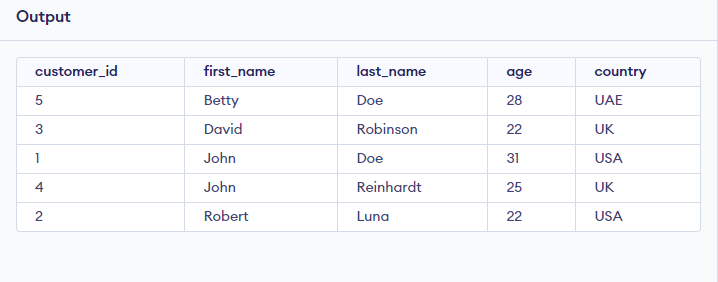 Output
customer_id first_name last_name age country
5 Betty Doe 28 UAE
3 David Robinson 22 UK
1 John Doe 31 USA
4 John Reinhardt 25 UK
2 Robert Luna 22 USA